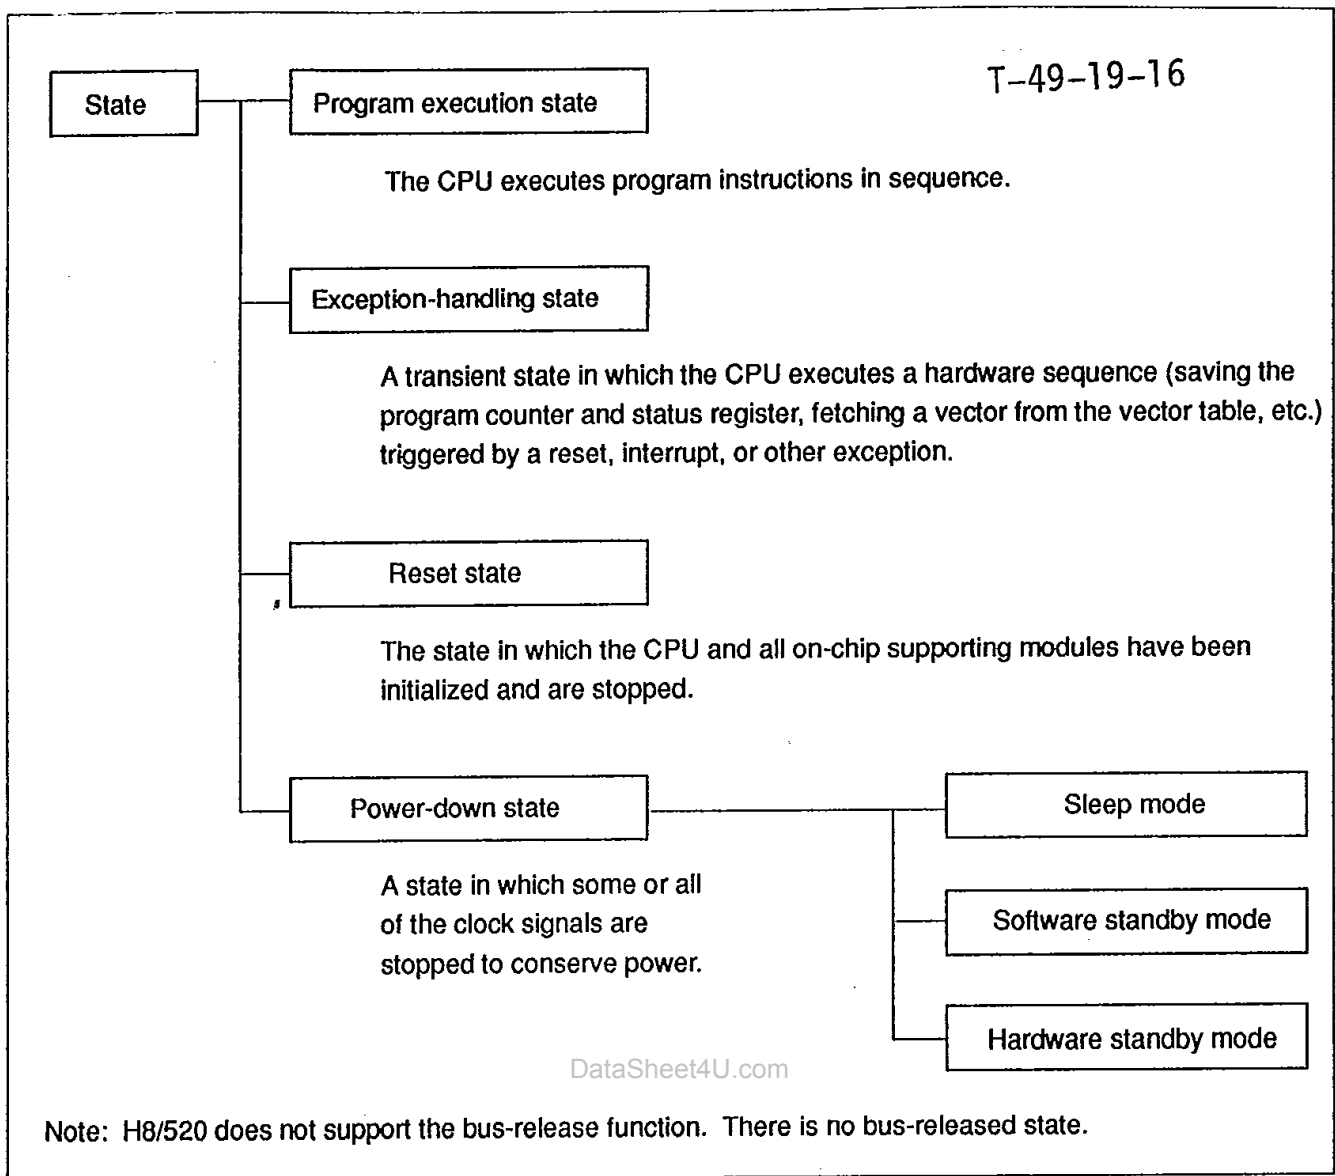 T-49-19-16
State
Program execution state
The CPU executes program instructions in sequence.
Exception-handling state
A transient state in which the CPU executes a hardware sequence (saving the
program counter and status register, fetching a vector from the vector table, etc.)
triggered by a reset, interrupt, or other exception.
Reset state
The state in which the CPU and all on-chip supporting modules have been
initialized and are stopped.
Power-down state
Sleep mode
A state in which some or all
of the clock signals are
stopped to conserve power.
Software standby mode
Hardware standby mode
DataSheet4U.com
Note: H8/520 does not support the bus-release function. There is no bus-released state.